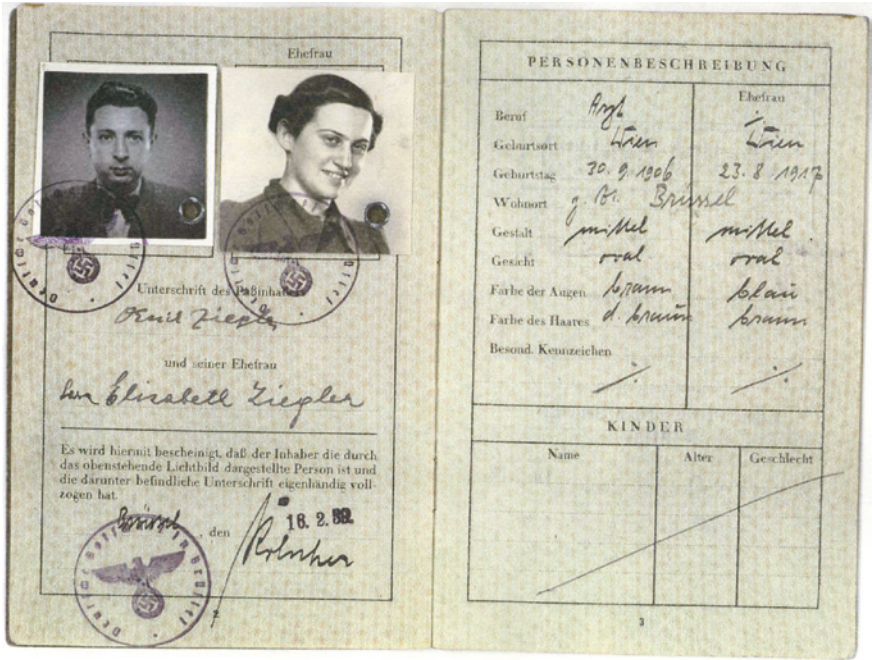 Ehefrau
Unterschrift des Paßinhabers
Emil Ziegler
und seiner Ehefrau
Elisabeth Ziegler
Es wird hiermit bescheinigt, daß der Inhaber die durch
das obenstehende Lichtbild dargestellte Person ist und
die darunter befindliche Unterschrift eigenhändig voll-
zogen hat.
Brüssel, den 16. 2. 39.
PERSONENBESCHREIBUNG
Ehefrau
Beruf Arzt ./.
Geburtsort Wien Wien
Geburtstag 30. 9. 1906 23. 8 1917
Wohnort z. Zt. Brüssel
Gestalt mittel mittel
Gesicht oval oval
Farbe der Augen braun blau
Farbe des Haares d. braun braun
Besond. Kennzeichen
./. ./.
KINDER
Name Alter Geschlecht
3